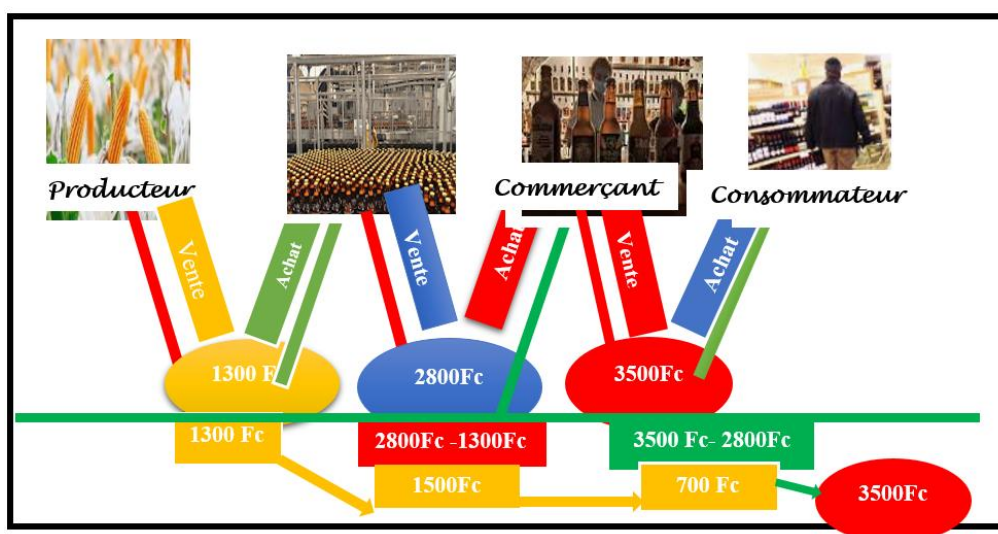 Producteur
Commerçant
Consommateur
Vente
Achat
Vente
Achat
Vente
Achat
1300 F
2800Fc
3500Fc
1300 Fc
2800Fc -1300Fc
3500 Fc- 2800Fc
1500Fc
700 Fc
3500Fc